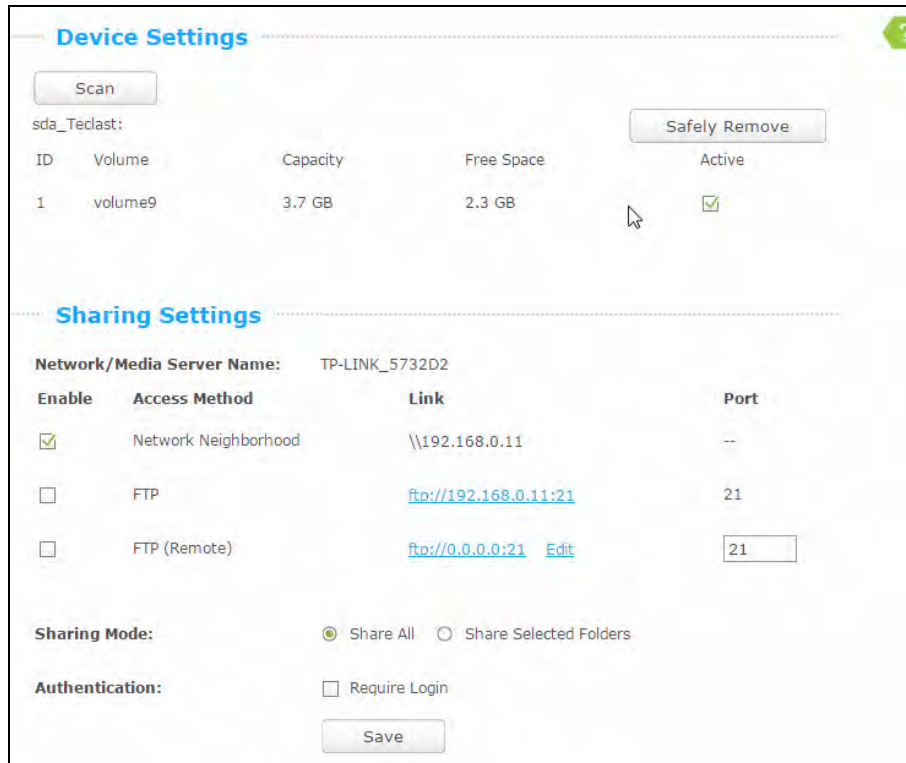 Device Settings
?
Scan
sda_Teclast:
Safely Remove
ID Volume Capacity Free Space Active
1 volume9 3.7 GB 2.3 GB
Sharing Settings
Network/Media Server Name: TP-LINK_5732D2
Enable Access Method Link Port
Network Neighborhood \\192.168.0.11 --
FTP ftp://192.168.0.11:21 21
FTP (Remote) ftp://0.0.0.0:21 Edit 21
Sharing Mode: Share All Share Selected Folders
Authentication: Require Login
Save